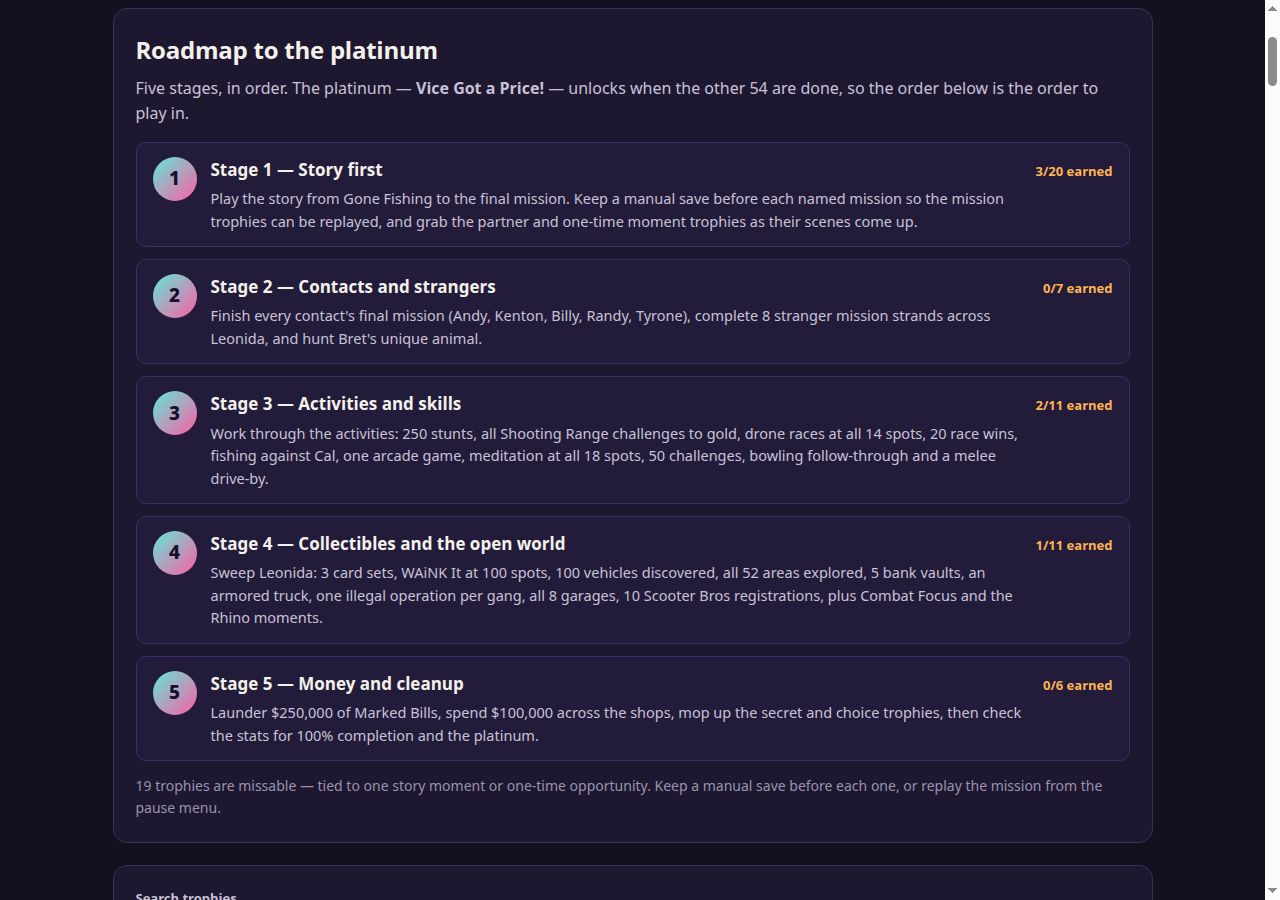 Roadmap to the platinum
Five stages, in order. The platinum — Vice Got a Price! — unlocks when the other 54 are done, so the order below is the order to
play in.
1
Stage 1 — Story first
3/20 earned
Play the story from Gone Fishing to the final mission. Keep a manual save before each named mission so the mission
trophies can be replayed, and grab the partner and one-time moment trophies as their scenes come up.
2
Stage 2 — Contacts and strangers
0/7 earned
Finish every contact's final mission (Andy, Kenton, Billy, Randy, Tyrone), complete 8 stranger mission strands across
Leonida, and hunt Bret's unique animal.
3
Stage 3 — Activities and skills
2/11 earned
Work through the activities: 250 stunts, all Shooting Range challenges to gold, drone races at all 14 spots, 20 race wins,
fishing against Cal, one arcade game, meditation at all 18 spots, 50 challenges, bowling follow-through and a melee
drive-by.
4
Stage 4 — Collectibles and the open world
1/11 earned
Sweep Leonida: 3 card sets, WAiNK It at 100 spots, 100 vehicles discovered, all 52 areas explored, 5 bank vaults, an
armored truck, one illegal operation per gang, all 8 garages, 10 Scooter Bros registrations, plus Combat Focus and the
Rhino moments.
5
Stage 5 — Money and cleanup
0/6 earned
Launder $250,000 of Marked Bills, spend $100,000 across the shops, mop up the secret and choice trophies, then check
the stats for 100% completion and the platinum.
19 trophies are missable — tied to one story moment or one-time opportunity. Keep a manual save before each one, or replay the mission from the
pause menu.
Search trophies